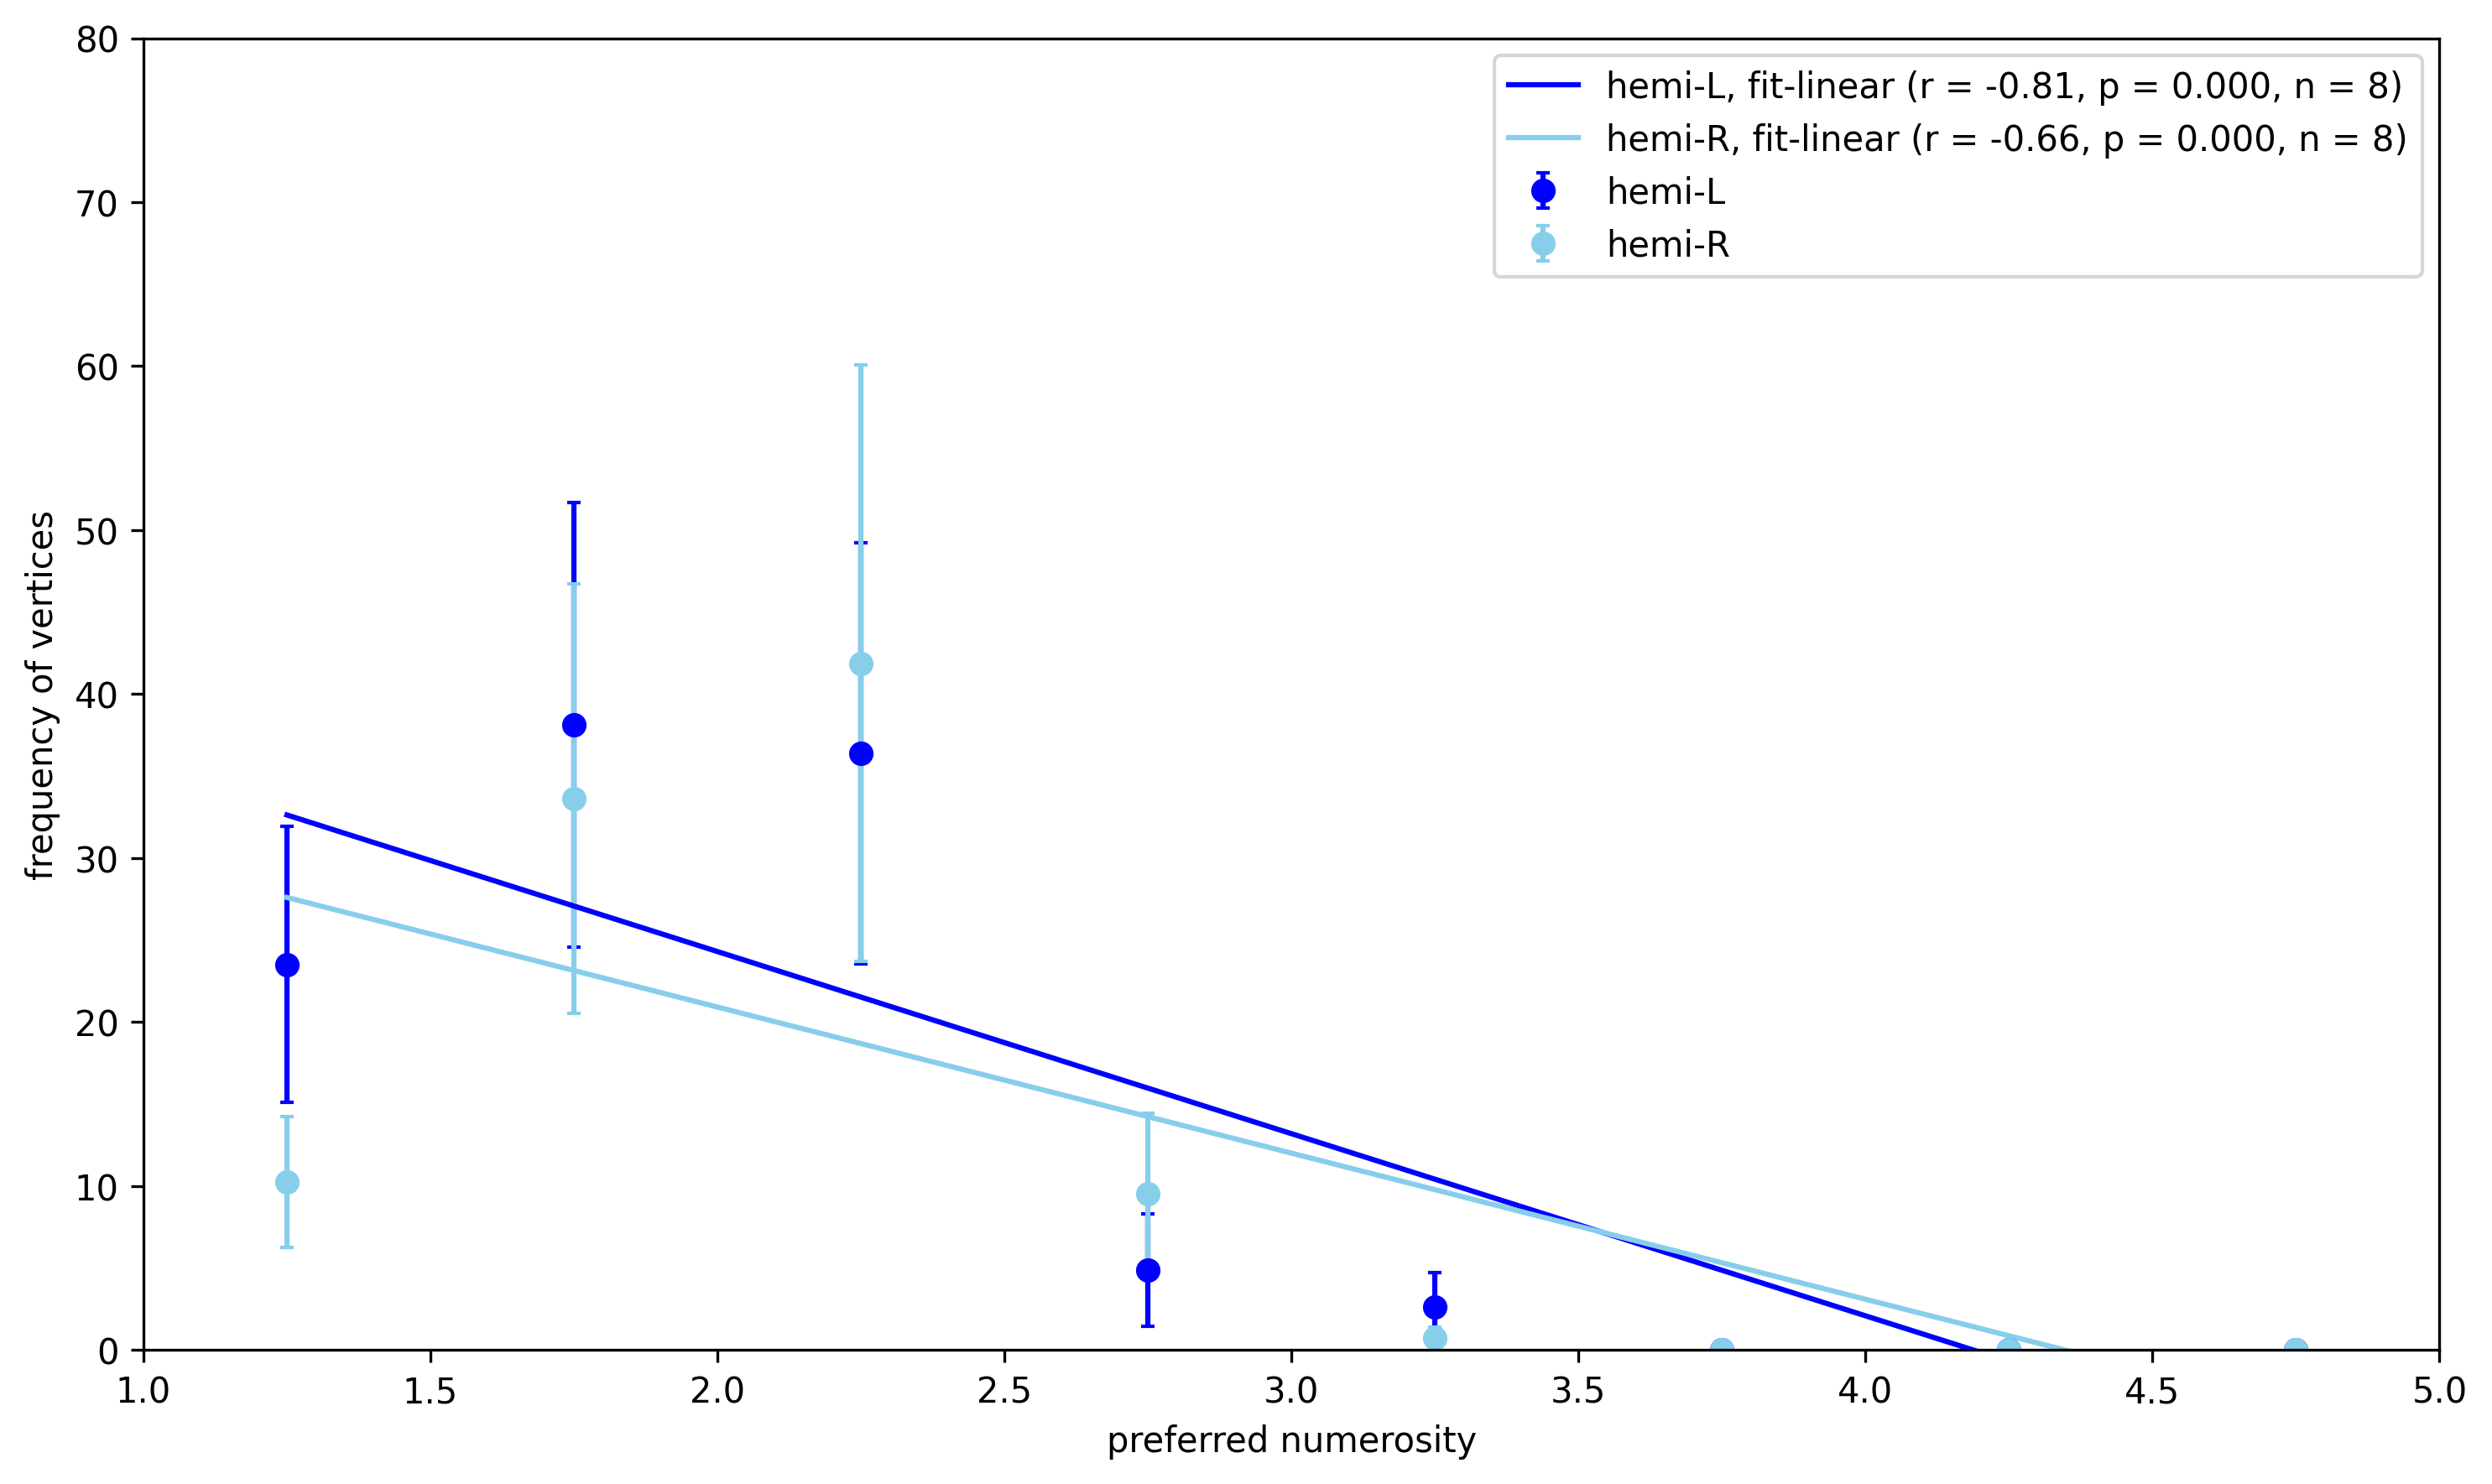 hemi-L, fit-linear (r = -0.81, p = 0.000, n = 8)
hemi-R, fit-linear (r = -0.66, p = 0.000, n = 8)
hemi-L
hemi-R
80
70
60
50
40
30
20
10
0
frequency of vertices
1.0 1.5 2.0 2.5 3.0 3.5 4.0 4.5 5.0
preferred numerosity